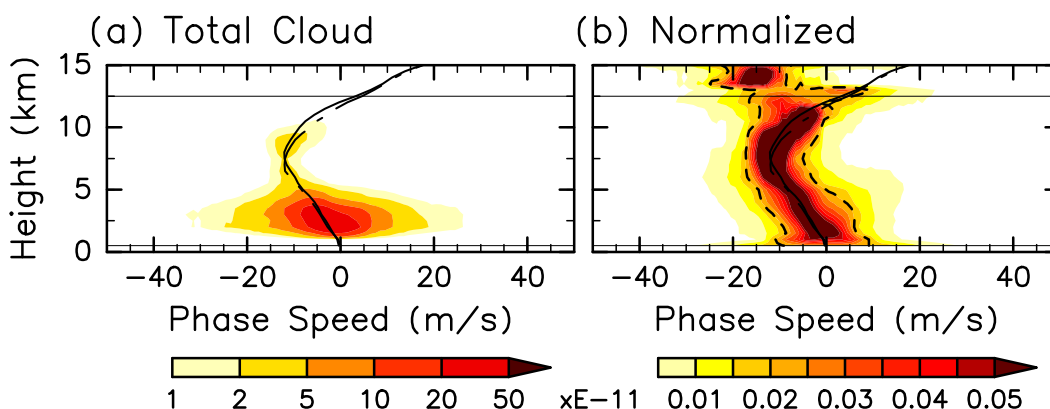 (a) Total Cloud
(b) Normalized
15
10
5
0
Height (km)
−40 −20 0 20 40
−40 −20 0 20 40
Phase Speed (m/s)
Phase Speed (m/s)
1 2 5 10 20 50 xE−11
0.01 0.02 0.03 0.04 0.05